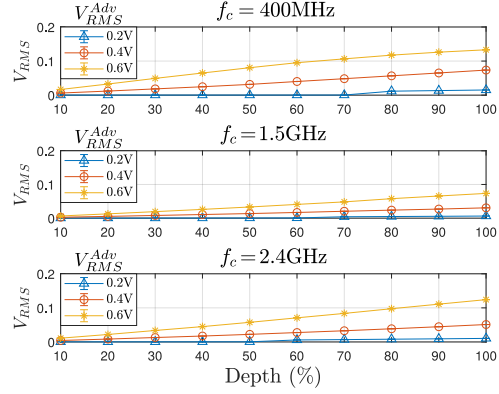 f_c = 400MHz
V_{RMS}^{Adv}
0.2V
0.4V
0.6V
V_{RMS}
0.2
0.1
0
10 20 30 40 50 60 70 80 90 100
f_c = 1.5GHz
V_{RMS}^{Adv}
0.2V
0.4V
0.6V
V_{RMS}
0.2
0.1
0
10 20 30 40 50 60 70 80 90 100
f_c = 2.4GHz
V_{RMS}^{Adv}
0.2V
0.4V
0.6V
V_{RMS}
0.2
0.1
0
10 20 30 40 50 60 70 80 90 100
Depth (%)